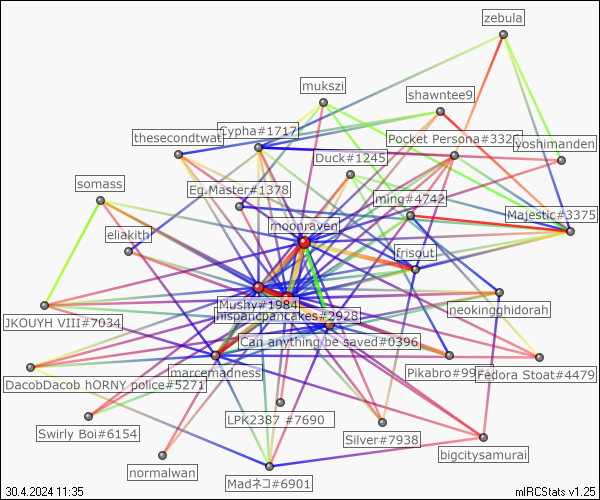 zebula
mukszi
shawntee9
Cypha#1717
thesecondtwat
Pocket Persona#332
yoshimanden
Duck#1245
somass
Eg.Master#1378
ming#4742
Majestic#3375
moonraven
eliakith
frisout
Mushy#1984
neokingghidorah
hispanicpancakes#2928
JKOUYH VIII#7034
Can anything be saved#0396
marcemadness
Pikabro#99
Fedora Stoat#4479
DacobDacob hORNY police#5271
LPK2387 #7690
Swirly Boi#6154
Silver#7938
bigcitysamurai
normalwan
Madネコ#6901
30.4.2024 11:35
mIRCStats v1.25